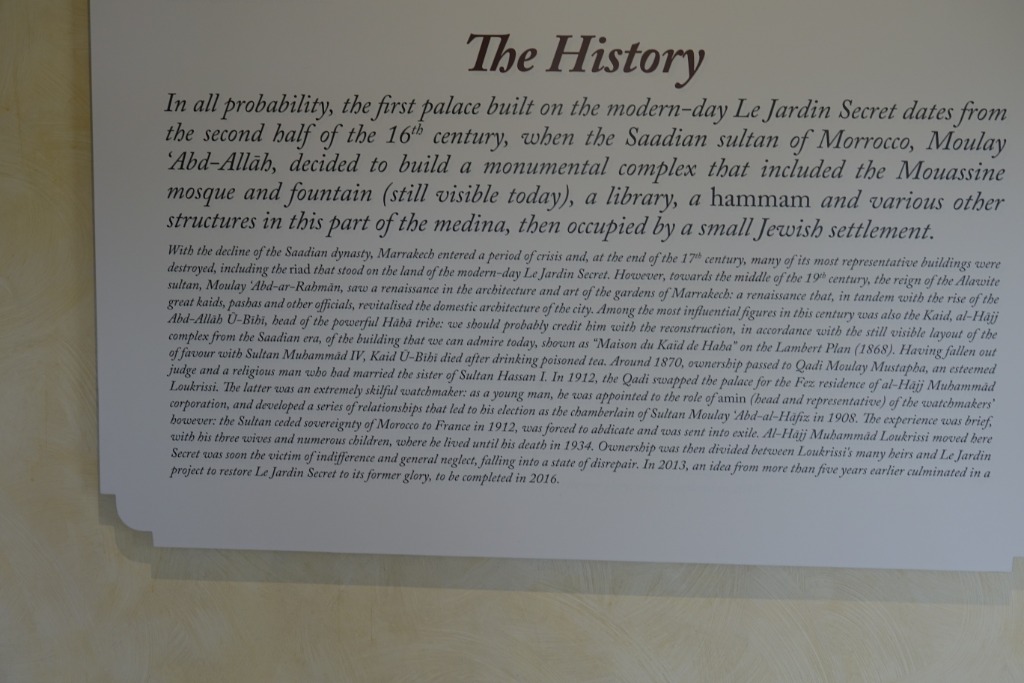 The History
In all probability, the first palace built on the modern-day Le Jardin Secret dates from
the second half of the 16th century, when the Saadian sultan of Morrocco, Moulay
‘Abd-Allāh, decided to build a monumental complex that included the Mouassine
mosque and fountain (still visible today), a library, a hammam and various other
structures in this part of the medina, then occupied by a small Jewish settlement.
With the decline of the Saadian dynasty, Marrakech entered a period of crisis and, at the end of the 17th century, many of its most representative buildings were
destroyed, including the riad that stood on the land of the modern-day Le Jardin Secret. However, towards the middle of the 19th century, the reign of the Alawite
sultan, Moulay ‘Abd-ar-Rahmān, saw a renaissance in the architecture and art of the gardens of Marrakech: a renaissance that, in tandem with the rise of the
great kaids, pashas and other officials, revitalised the domestic architecture of the city. Among the most influential figures in this century was also the Kaid, al-Hājj
Abd-Allāh Ū-Bīhī, head of the powerful Hāhā tribe: we should probably credit him with the reconstruction, in accordance with the still visible layout of the
complex from the Saadian era, of the building that we can admire today, shown as “Maison du Kaïd de Haha” on the Lambert Plan (1868). Having fallen out
of favour with Sultan Muhammād IV, Kaid Ū-Bihi died after drinking poisoned tea. Around 1870, ownership passed to Qadi Moulay Mustapha, an esteemed
judge and a religious man who had married the sister of Sultan Hassan I. In 1912, the Qadi swapped the palace for the Fez residence of al-Hājj Muhammād
Loukrissi. The latter was an extremely skilful watchmaker: as a young man, he was appointed to the role of amin (head and representative) of the watchmakers’
corporation, and developed a series of relationships that led to his election as the chamberlain of Sultan Moulay ‘Abd-al-Hāfiz in 1908. The experience was brief,
however: the Sultan ceded sovereignty of Morocco to France in 1912, was forced to abdicate and was sent into exile. Al-Hājj Muhammād Loukrissi moved here
with his three wives and numerous children, where he lived until his death in 1934. Ownership was then divided between Loukrissi’s many heirs and Le Jardin
Secret was soon the victim of indifference and general neglect, falling into a state of disrepair. In 2013, an idea from more than five years earlier culminated in a
project to restore Le Jardin Secret to its former glory, to be completed in 2016.